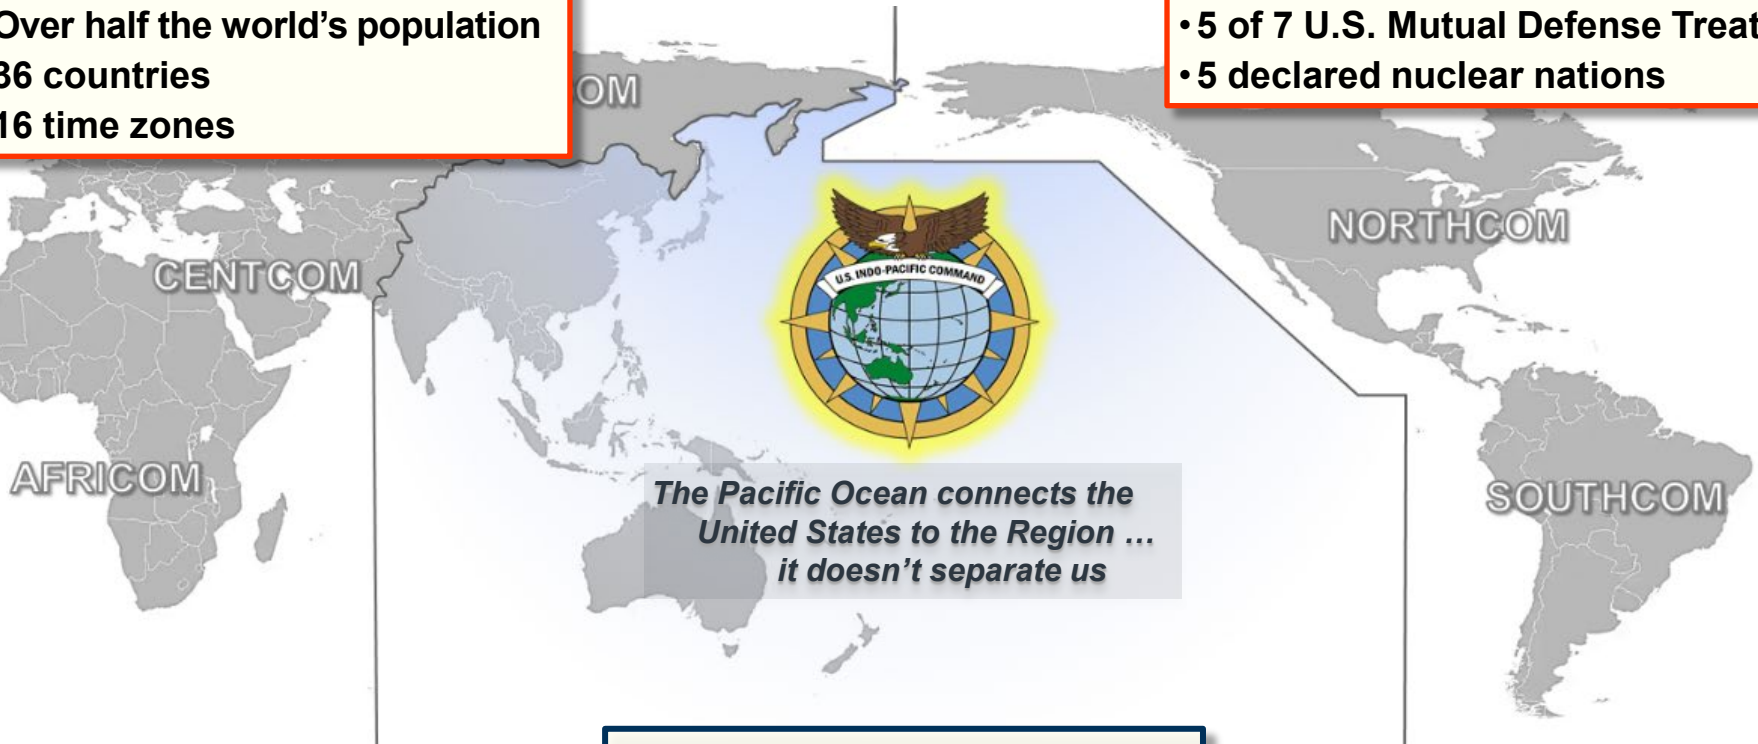 Over half the world’s population
36 countries
16 time zones
• 5 of 7 U.S. Mutual Defense Treat
• 5 declared nuclear nations
OM
NORTHCOM
CENTCOM
U.S. INDO-PACIFIC COMMAND
AFRICOM
SOUTHCOM
The Pacific Ocean connects the
United States to the Region …
it doesn’t separate us